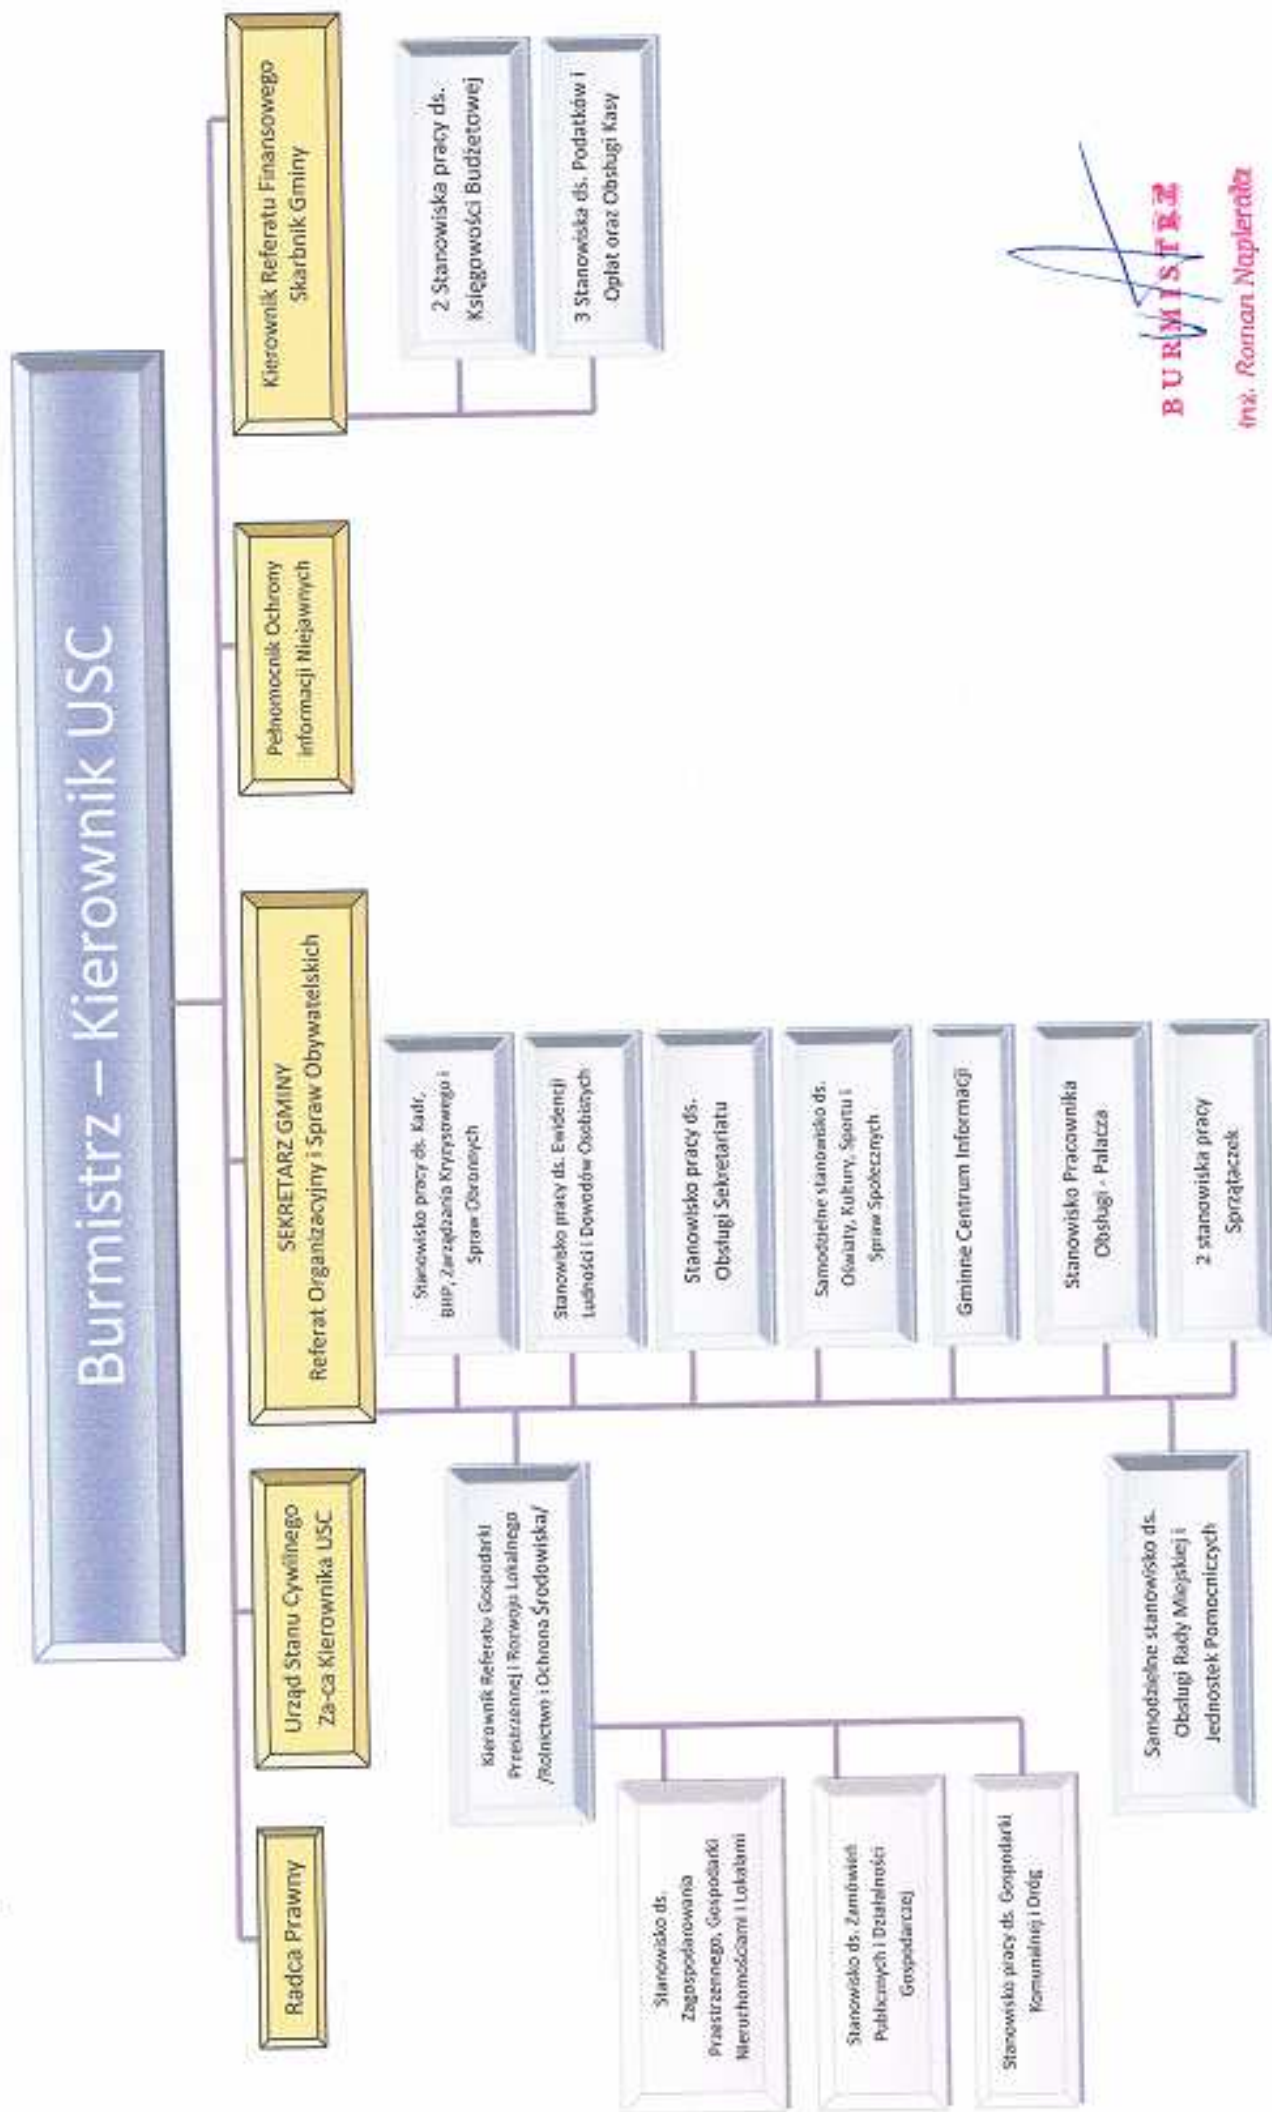 Burmistrz – Kierownik USC
Radca Prawny
Urząd Stanu Cywilnego
Za-ca Kierownika USC
SEKRETARZ GMINY
Referat Organizacyjny i Spraw Obywatelskich
Pełnomocnik Ochrony
informacji Niejawnych
Kierownik Referatu Finansowego
Skarbnik Gminy
Kierownik Referatu Gospodarki
Przestrzennej i Rozwoju Lokalnego
/Rolnictwo i Ochrona Środowiska/
Stanowisko ds.
Zagospodarowania
Przestrzennego, Gospodarki
Nieruchomościami i Lokalami
Stanowisko ds. Zamówień
Publicznych i Działalności
Gospodarczej
Stanowisko pracy ds. Gospodarki
Komunalnej i Dróg
Samodzielne stanowisko ds.
Obsługi Rady Miejskiej i
Jednostek Pomocniczych
Stanowisko pracy ds. Kadr,
BHP, Zarządzania Kryzysowego i
Spraw Obronnych
Stanowisko pracy ds. Ewidencji
Ludności i Dowodów Osobistych
Stanowisko pracy ds.
Obsługi Sekretariatu
Samodzielne stanowisko ds.
Oświaty, Kultury, Sportu i
Spraw Społecznych
Gminne Centrum Informacji
Stanowisko Pracownika
Obsługi - Palacza
2 stanowiska pracy
Sprzątaczek
2 Stanowiska pracy ds.
Księgowości Budżetowej
3 Stanowiska ds. Podatków i
Opłat oraz Obsługi Kasy
BURMISTRZ
inż. Roman Napierała